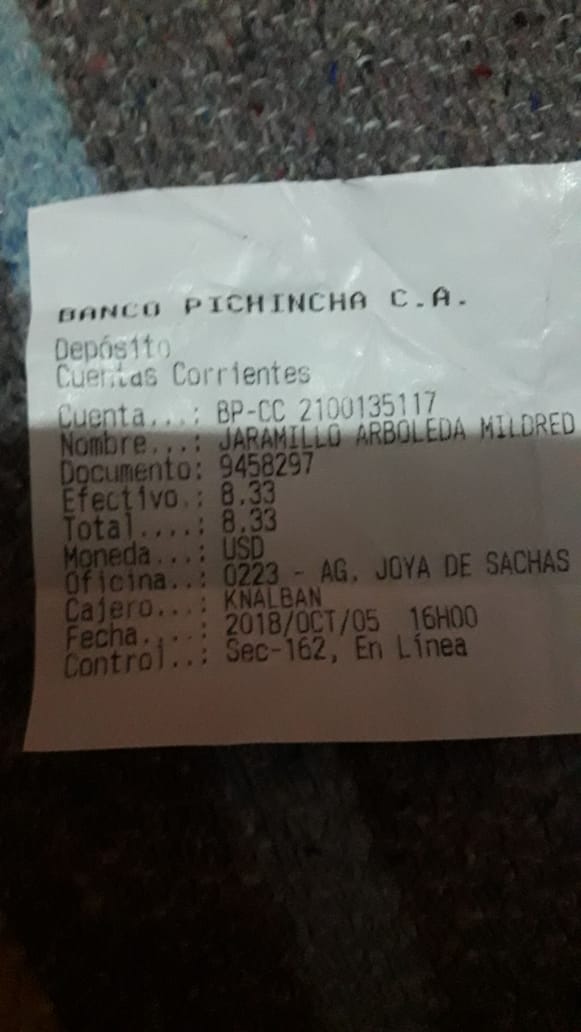 BANCO PICHINCHA C.A.
Depósito
Cuentas Corrientes
Cuenta...: BP-CC 2100135117
Nombre...: JARAMILLO ARBOLEDA MILDRED
Documento: 9458297
Efectivo.: 8.33
Total....: 8.33
Moneda...: USD
Oficina..: 0223 - AG. JOYA DE SACHAS
Cajero...: KNALBAN
Fecha....: 2018/OCT/05 16H00
Control..: Sec-162, En Línea